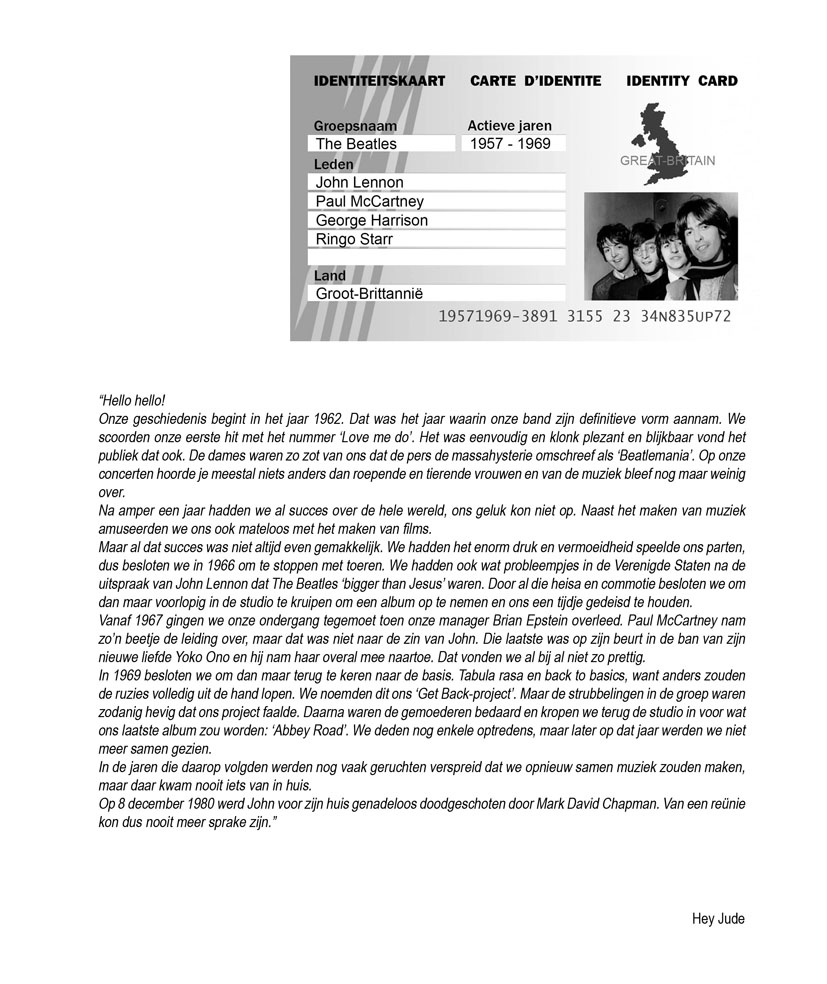 IDENTITEITSKAART CARTE D'IDENTITE IDENTITY CARD
Groepsnaam Actieve jaren
The Beatles 1957 - 1969
GREAT-BRITAIN
Leden
John Lennon
Paul McCartney
George Harrison
Ringo Starr
Land
Groot-Brittannië
19571969-3891 3155 23 34N835UP72
“Hello hello!
Onze geschiedenis begint in het jaar 1962. Dat was het jaar waarin onze band zijn definitieve vorm aannam. We
scoorden onze eerste hit met het nummer ‘Love me do’. Het was eenvoudig en klonk plezant en blijkbaar vond het
publiek dat ook. De dames waren zo zot van ons dat de pers de massahysterie omschreef als ‘Beatlemania’. Op onze
concerten hoorde je meestal niets anders dan roepende en tierende vrouwen en van de muziek bleef nog maar weinig
over.
Na amper een jaar hadden we al succes over de hele wereld, ons geluk kon niet op. Naast het maken van muziek
amuseerden we ons ook mateloos met het maken van films.
Maar al dat succes was niet altijd even gemakkelijk. We hadden het enorm druk en vermoeidheid speelde ons parten,
dus besloten we in 1966 om te stoppen met toeren. We hadden ook wat probleempjes in de Verenigde Staten na de
uitspraak van John Lennon dat The Beatles ‘bigger than Jesus’ waren. Door al die heisa en commotie besloten we om
dan maar voorlopig in de studio te kruipen om een album op te nemen en ons een tijdje gedeisd te houden.
Vanaf 1967 gingen we onze ondergang tegemoet toen onze manager Brian Epstein overleed. Paul McCartney nam
zo’n beetje de leiding over, maar dat was niet naar de zin van John. Die laatste was op zijn beurt in de ban van zijn
nieuwe liefde Yoko Ono en hij nam haar overal mee naartoe. Dat vonden we al bij al niet zo prettig.
In 1969 besloten we om dan maar terug te keren naar de basis. Tabula rasa en back to basics, want anders zouden
de ruzies volledig uit de hand lopen. We noemden dit ons ‘Get Back-project’. Maar de strubbelingen in de groep waren
zodanig hevig dat ons project faalde. Daarna waren de gemoederen bedaard en kropen we terug de studio in voor wat
ons laatste album zou worden: ‘Abbey Road’. We deden nog enkele optredens, maar later op dat jaar werden we niet
meer samen gezien.
In de jaren die daarop volgden werden nog vaak geruchten verspreid dat we opnieuw samen muziek zouden maken,
maar daar kwam nooit iets van in huis.
Op 8 december 1980 werd John voor zijn huis genadeloos doodgeschoten door Mark David Chapman. Van een reünie
kon dus nooit meer sprake zijn.”
Hey Jude